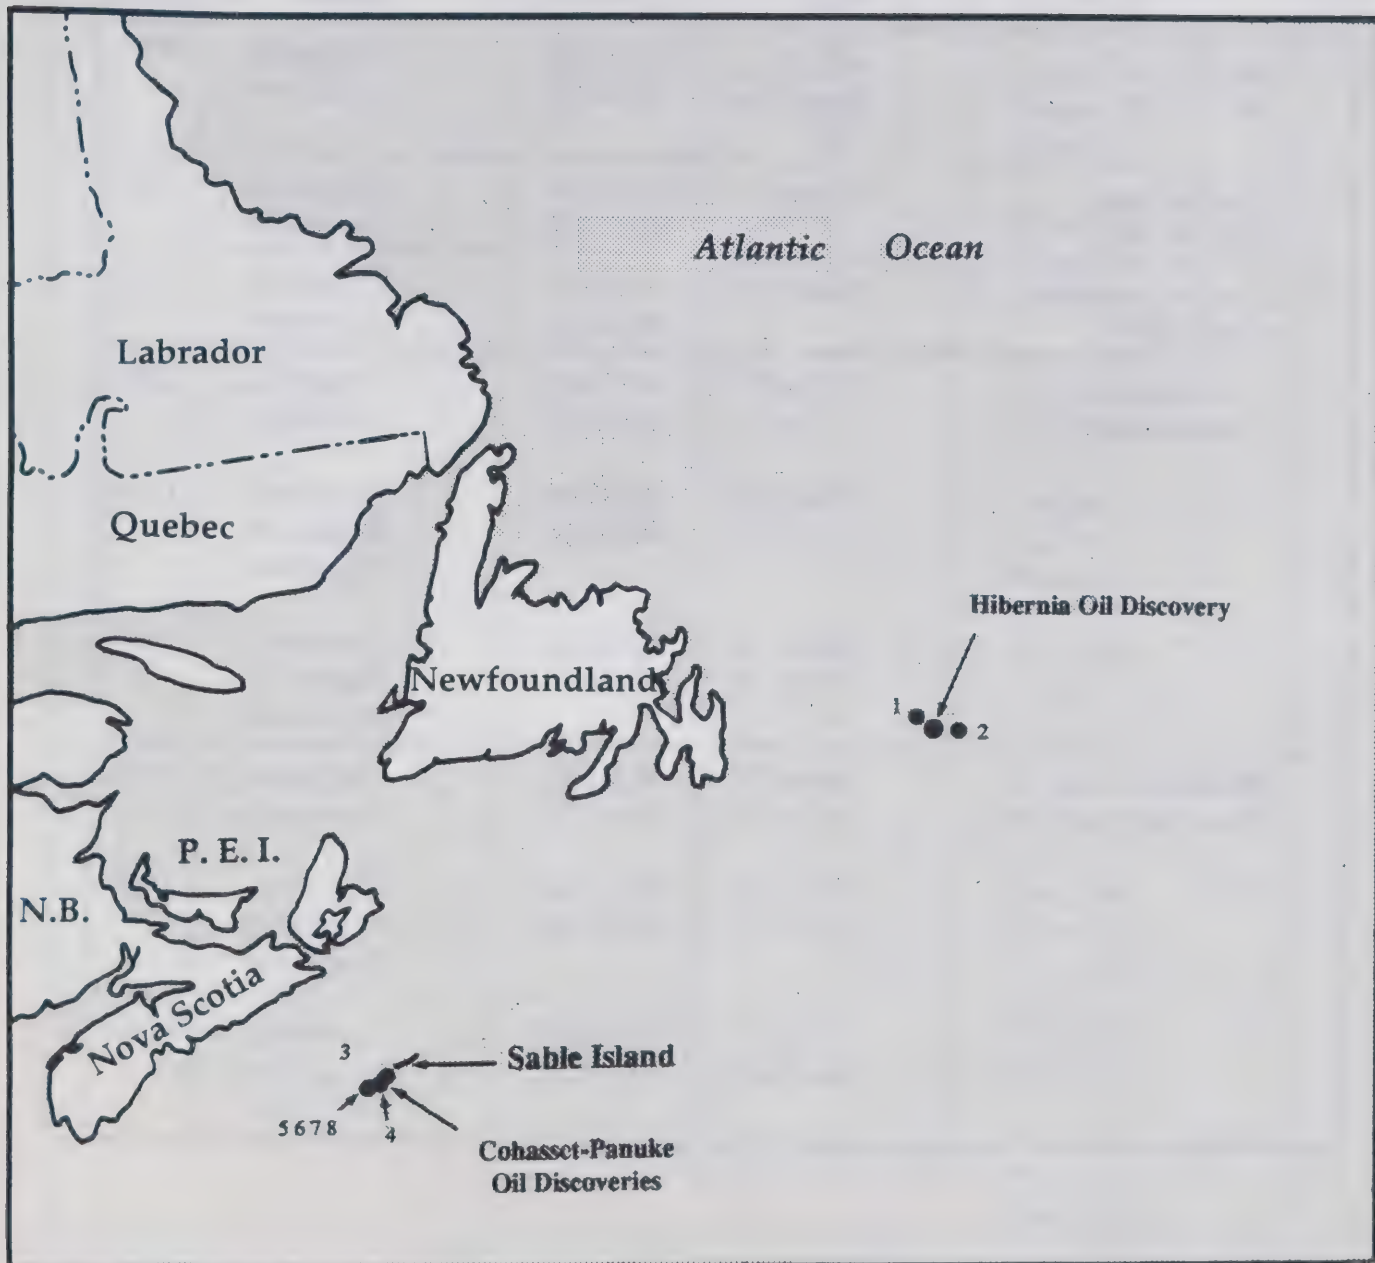 Atlantic Ocean
Labrador
Quebec
Hibernia Oil Discovery
Newfoundland
1
2
P. E. I.
N.B.
Nova Scotia
3
Sable Island
5 6 7 8
4
Cohasset-Panuke
Oil Discoveries